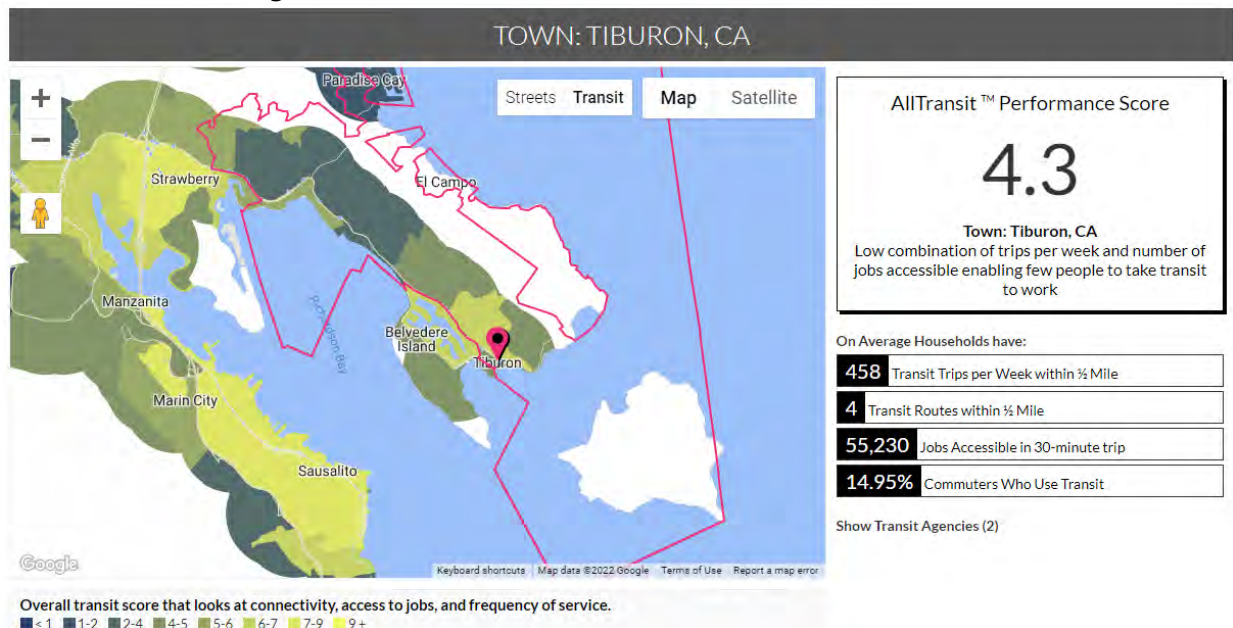 TOWN: TIBURON, CA
+
−
Streets Transit
Map Satellite
Paradise Cay
Strawberry
El Campo
Manzanita
Richardson Bay
Belvedere
Island
Tiburon
Marin City
Sausalito
Google
Keyboard shortcuts Map data ©2022 Google Terms of Use Report a map error
AllTransit ™ Performance Score
4.3
Town: Tiburon, CA
Low combination of trips per week and number of
jobs accessible enabling few people to take transit
to work
On Average Households have:
458 Transit Trips per Week within ½ Mile
4 Transit Routes within ½ Mile
55,230 Jobs Accessible in 30-minute trip
14.95% Commuters Who Use Transit
Show Transit Agencies (2)
Overall transit score that looks at connectivity, access to jobs, and frequency of service.
< 1 1-2 2-4 4-5 5-6 6-7 7-9 9+